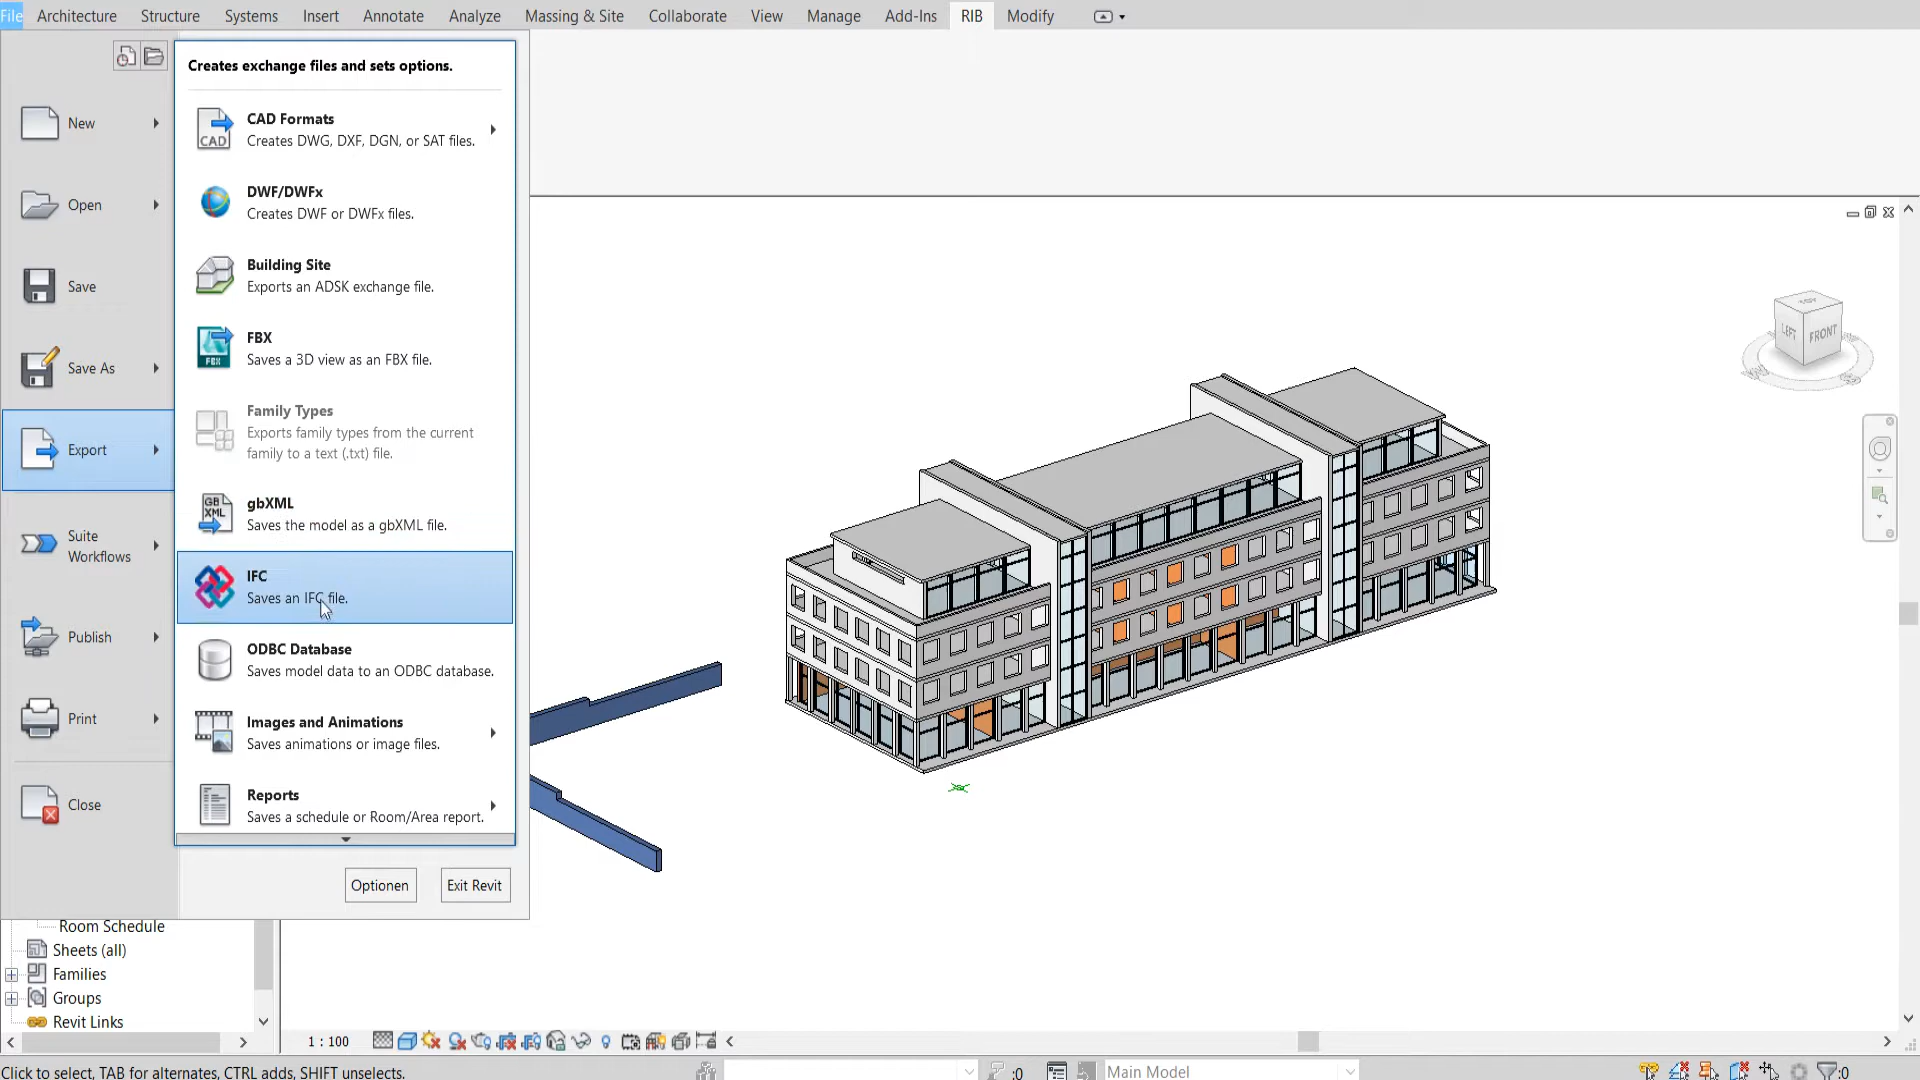 File Architecture Structure Systems Insert Annotate Analyze Massing & Site Collaborate View Manage Add-Ins RIB Modify
Creates exchange files and sets options.
New
Open
Save
Save As
Export
Suite
Workflows
Publish
Print
Close
CAD
CAD Formats
Creates DWG, DXF, DGN, or SAT files.
DWF/DWFx
Creates DWF or DWFx files.
Building Site
Exports an ADSK exchange file.
FBX
FBX
Saves a 3D view as an FBX file.
Family Types
Exports family types from the current
family to a text (.txt) file.
GB
XML
gbXML
Saves the model as a gbXML file.
IFC
Saves an IFC file.
ODBC Database
Saves model data to an ODBC database.
Images and Animations
Saves animations or image files.
Reports
Saves a schedule or Room/Area report.
Optionen
Exit Revit
TOP
LEFT
FRONT
Room Schedule
Sheets (all)
Families
Groups
Revit Links
1 : 100
Click to select, TAB for alternates, CTRL adds, SHIFT unselects.
:0
Main Model
:0